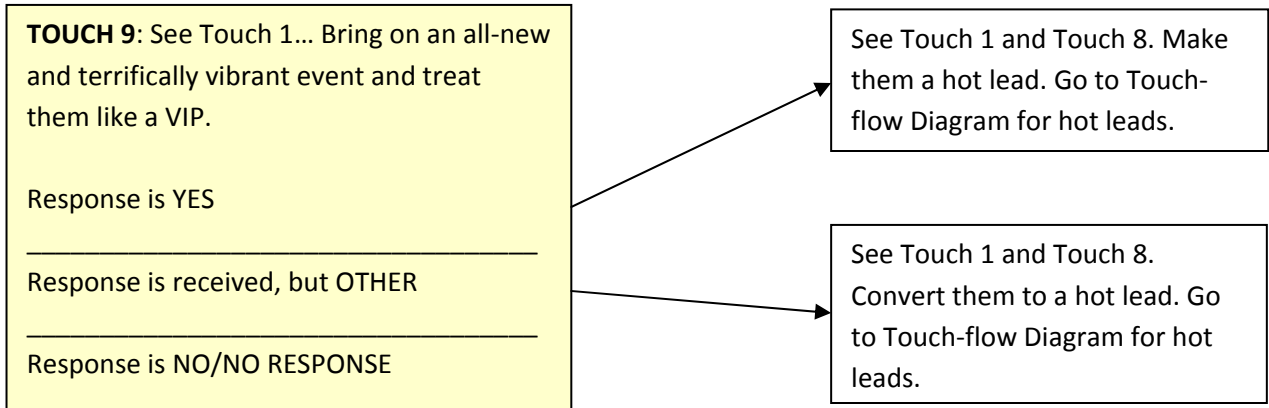 TOUCH 9: See Touch 1… Bring on an all-new
and terrifically vibrant event and treat
them like a VIP.
Response is YES
Response is received, but OTHER
Response is NO/NO RESPONSE
See Touch 1 and Touch 8. Make
them a hot lead. Go to Touch-
flow Diagram for hot leads.
See Touch 1 and Touch 8.
Convert them to a hot lead. Go
to Touch-flow Diagram for hot
leads.